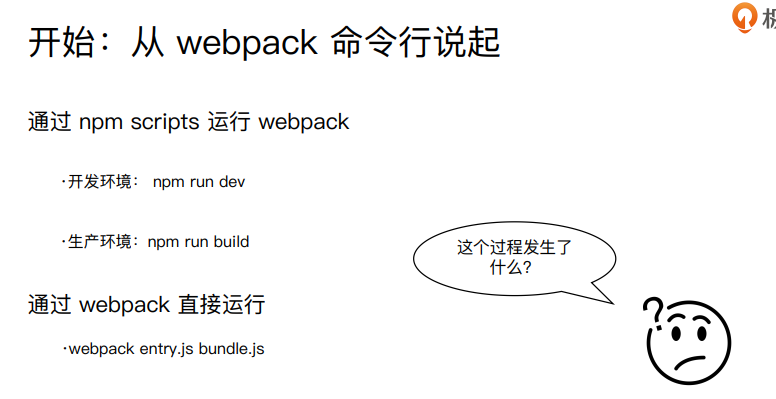 开始：从 webpack 命令行说起
通过 npm scripts 运行 webpack
·开发环境： npm run dev
·生产环境：npm run build
这个过程发生了
什么？
通过 webpack 直接运行
·webpack entry.js bundle.js